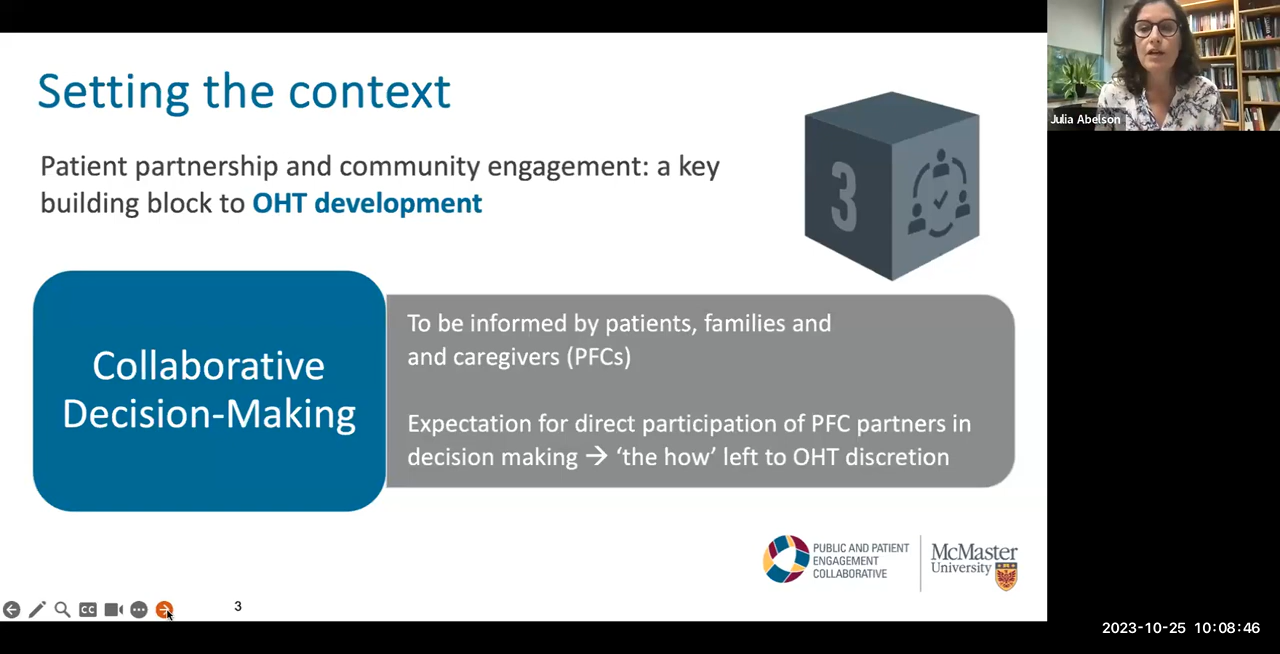 Setting the context
Patient partnership and community engagement: a key
building block to OHT development
3
Collaborative
Decision-Making
To be informed by patients, families and
and caregivers (PFCs)
Expectation for direct participation of PFC partners in
decision making → ‘the how’ left to OHT discretion
PUBLIC AND PATIENT
ENGAGEMENT
COLLABORATIVE
McMaster
University
CC
3
Julia Abelson
2023-10-25 10:08:46